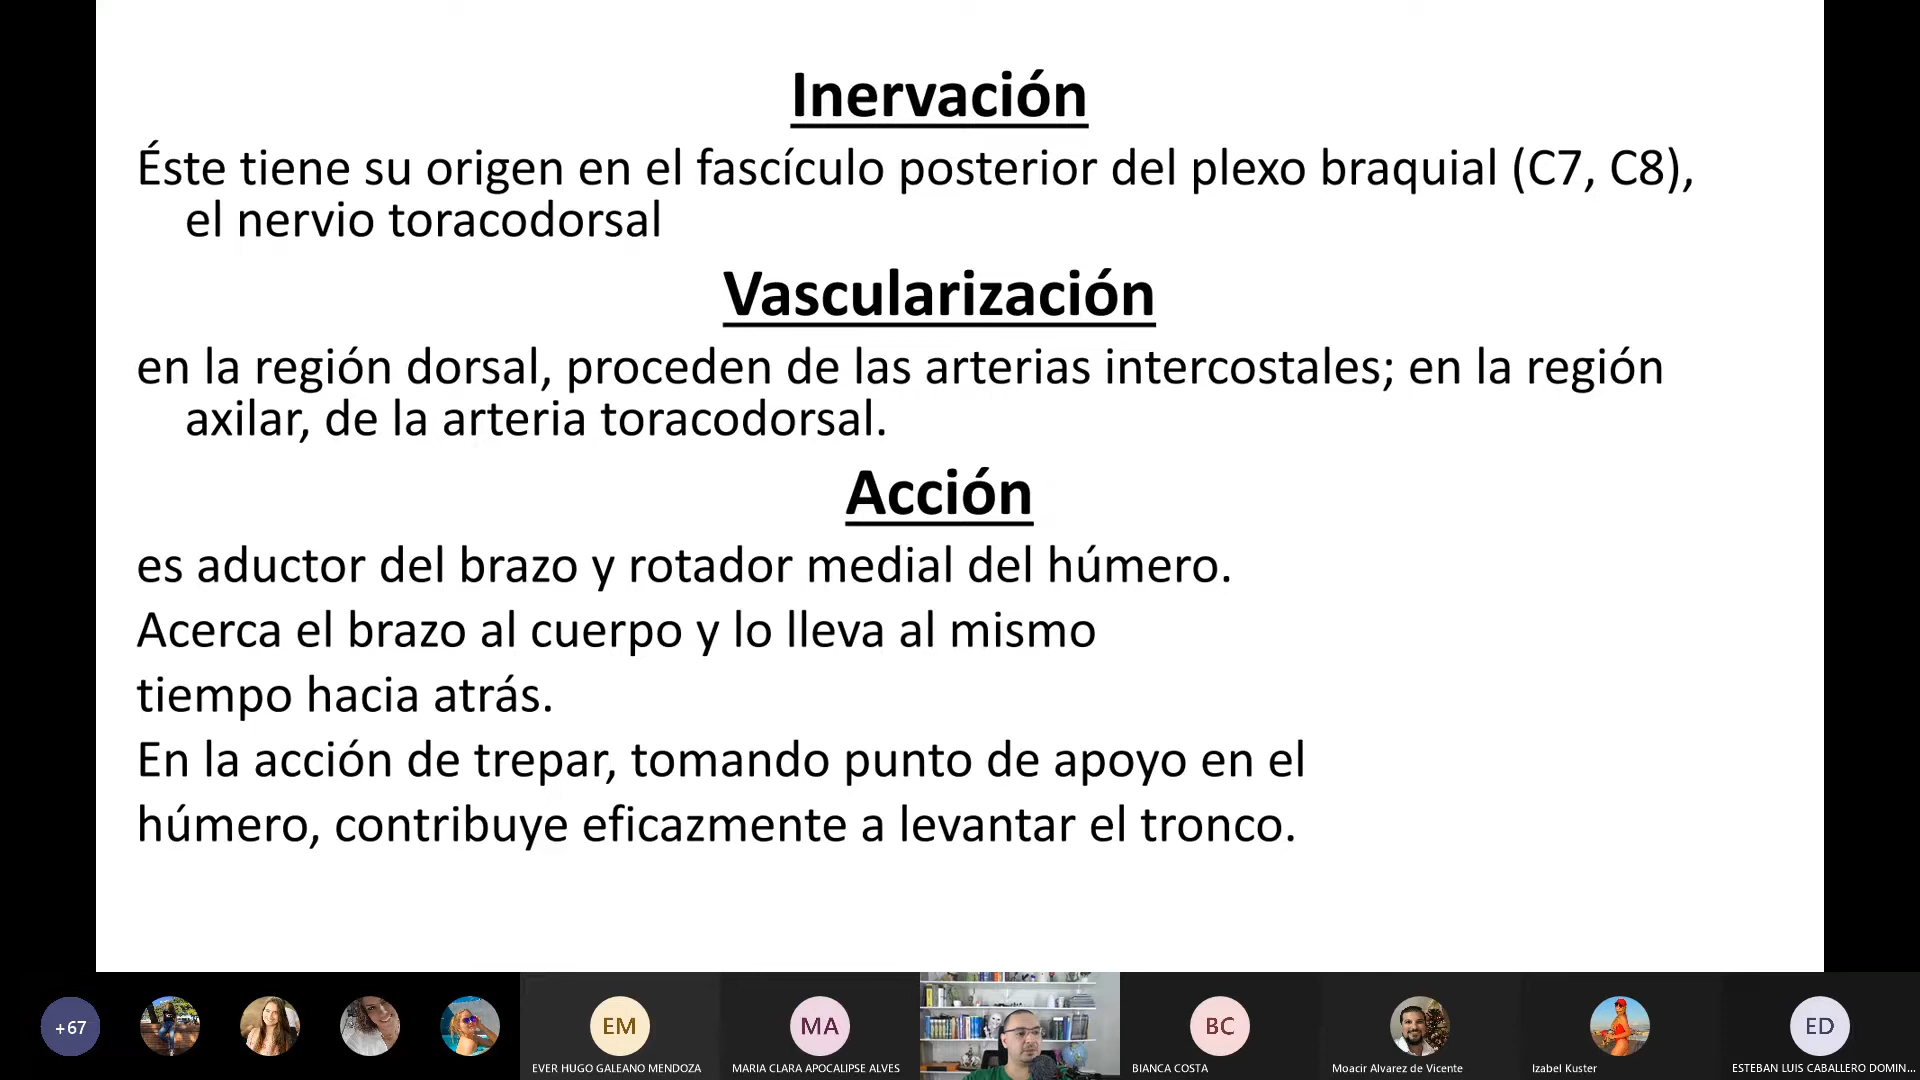 Inervación
Éste tiene su origen en el fascículo posterior del plexo braquial (C7, C8),
el nervio toracodorsal
Vascularización
en la región dorsal, proceden de las arterias intercostales; en la región
axilar, de la arteria toracodorsal.
Acción
es aductor del brazo y rotador medial del húmero.
Acerca el brazo al cuerpo y lo lleva al mismo
tiempo hacia atrás.
En la acción de trepar, tomando punto de apoyo en el
húmero, contribuye eficazmente a levantar el tronco.
+67
EM
MA
BC
ED
EVER HUGO GALEANO MENDOZA
MARIA CLARA APOCALIPSE ALVES
BIANCA COSTA
Moacir Alvarez de Vicente
Izabel Kuster
ESTEBAN LUIS CABALLERO DOMIN...